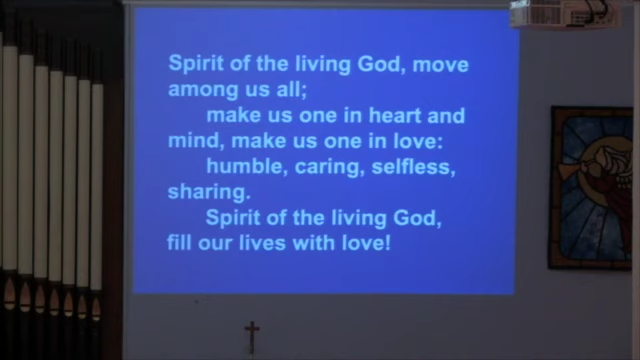 Spirit of the living God, move
among us all;
make us one in heart and
mind, make us one in love:
humble, caring, selfless,
sharing.
Spirit of the living God,
fill our lives with love!